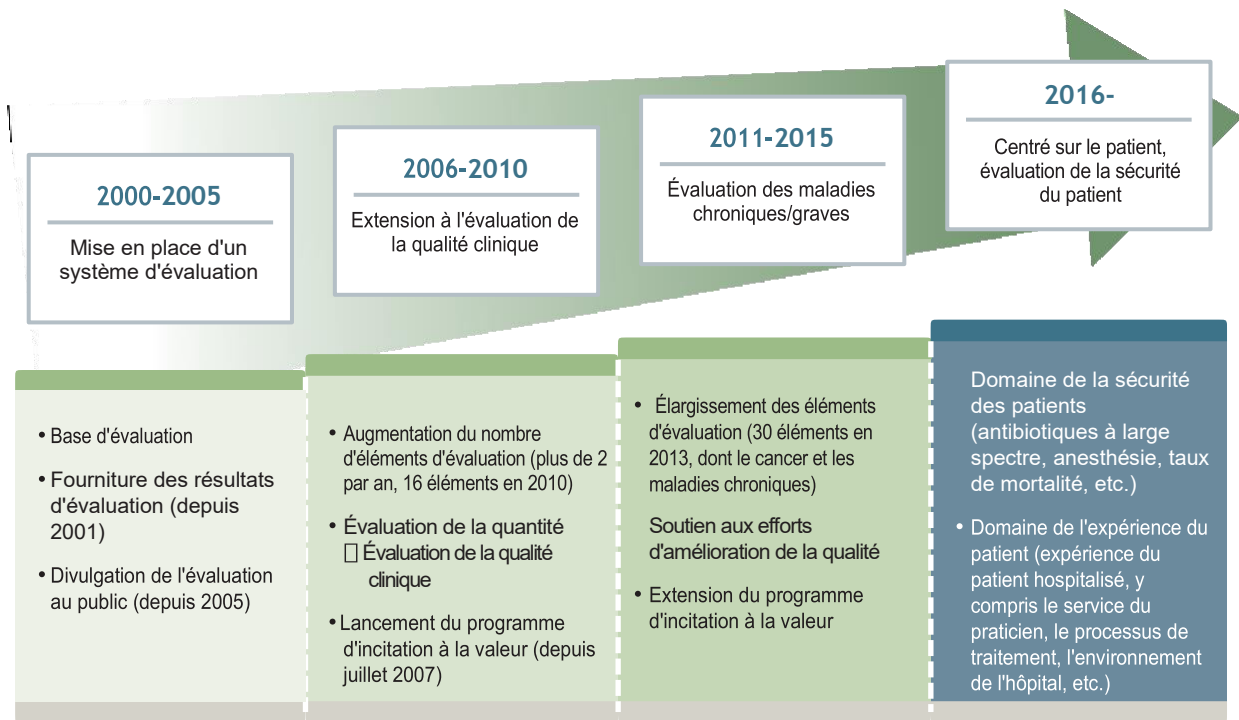 2000-2005
Mise en place d'un
système d'évaluation
2006-2010
Extension à l'évaluation de
la qualité clinique
2011-2015
Évaluation des maladies
chroniques/graves
2016-
Centré sur le patient,
évaluation de la sécurité
du patient
• Base d'évaluation
• Fourniture des résultats
d'évaluation (depuis
2001)
• Divulgation de l'évaluation
au public (depuis 2005)
• Augmentation du nombre
d'éléments d'évaluation (plus de 2
par an, 16 éléments en 2010)
• Évaluation de la quantité
□ Évaluation de la qualité
clinique
• Lancement du programme
d'incitation à la valeur (depuis
juillet 2007)
• Élargissement des éléments
d'évaluation (30 éléments en
2013, dont le cancer et les
maladies chroniques)
Soutien aux efforts
d'amélioration de la qualité
• Extension du programme
d'incitation à la valeur
Domaine de la sécurité
des patients
(antibiotiques à large
spectre, anesthésie, taux
de mortalité, etc.)
• Domaine de l'expérience du
patient (expérience du
patient hospitalisé, y
compris le service du
praticien, le processus de
traitement, l'environnement
de l'hôpital, etc.)